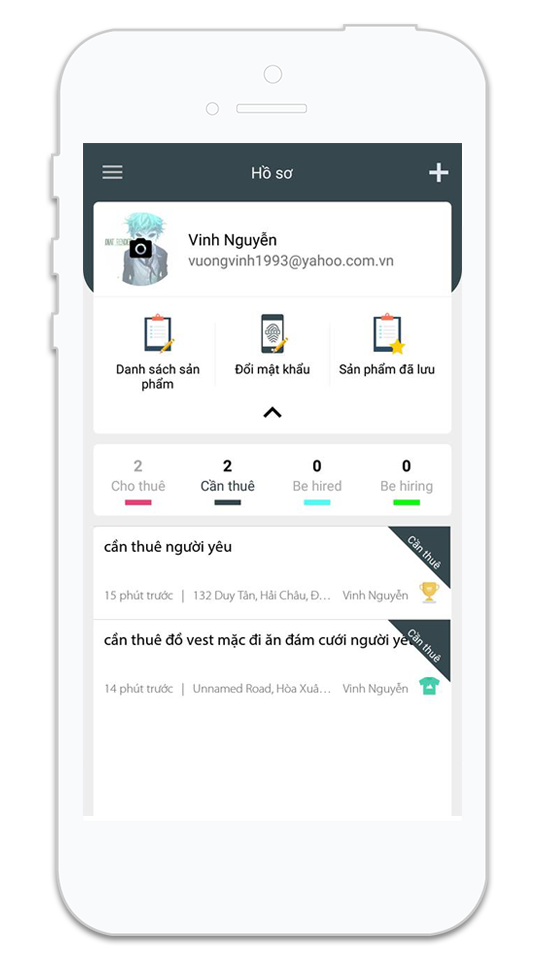 Hồ sơ
Vinh Nguyễn
vuongvinh1993@yahoo.com.vn
Danh sách sản
phẩm
Đổi mật khẩu
Sản phẩm đã lưu
2
Cho thuê
2
Cần thuê
0
Be hired
0
Be hiring
cần thuê người yêu
Cần thuê
15 phút trước | 132 Duy Tân, Hải Châu, Đ... Vinh Nguyễn
cần thuê đồ vest mặc đi ăn đám cưới người
Cần thuê
14 phút trước | Unnamed Road, Hòa Xuâ... Vinh Nguyễn